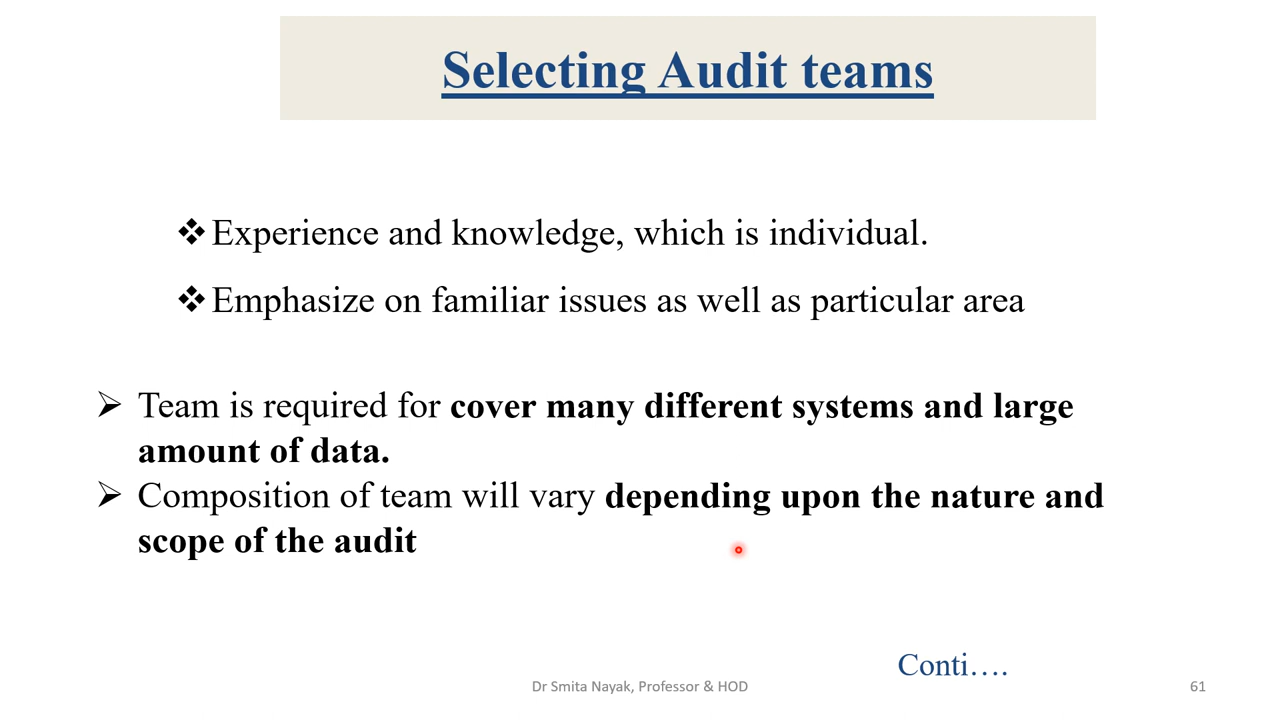 Selecting Audit teams
❖Experience and knowledge, which is individual.
❖Emphasize on familiar issues as well as particular area
➢ Team is required for cover many different systems and large
amount of data.
➢ Composition of team will vary depending upon the nature and
scope of the audit
Conti….
Dr Smita Nayak, Professor & HOD
61